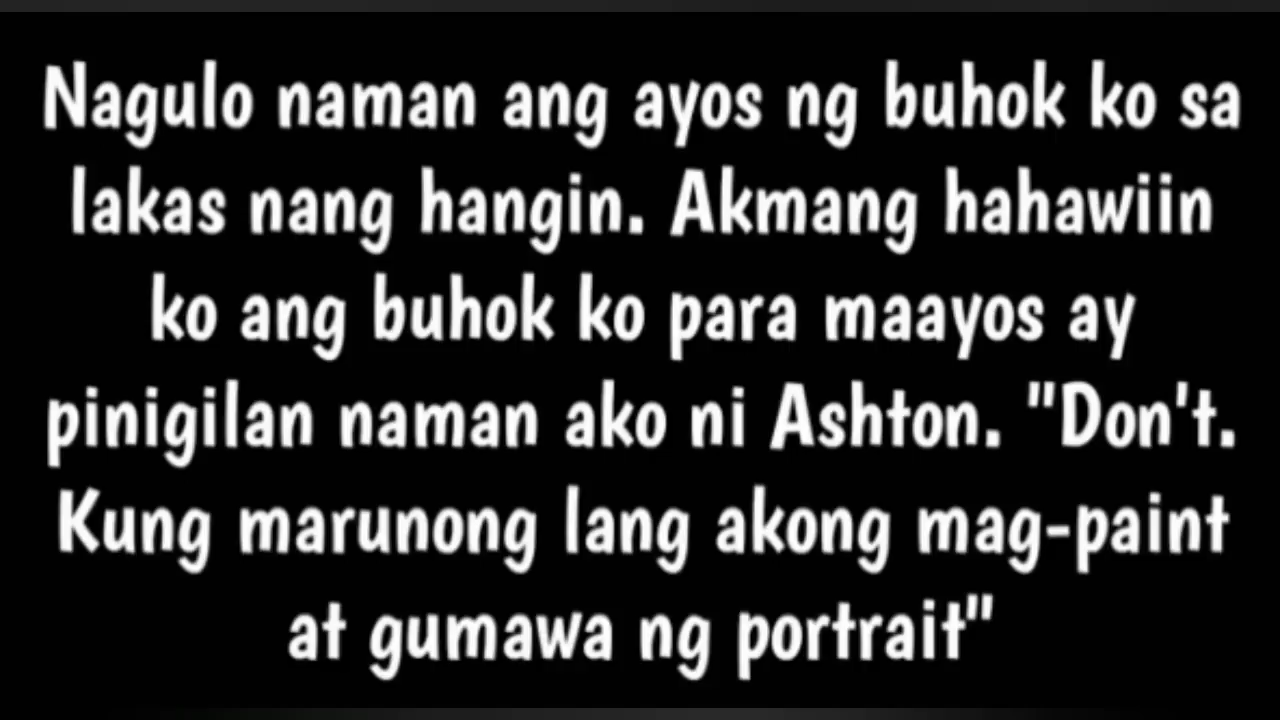 Nagulo naman ang ayos ng buhok ko sa
lakas nang hangin. Akmang hahawiin
ko ang buhok ko para maayos ay
pinigilan naman ako ni Ashton. "Don't.
Kung marunong lang akong mag-paint
at gumawa ng portrait"